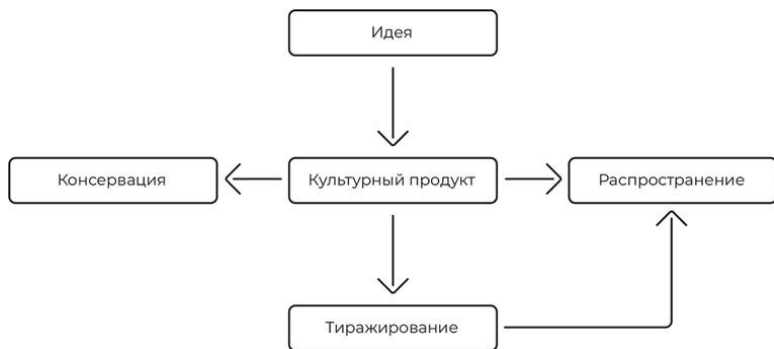 Идея
Консервация
Культурный продукт
Распространение
Тиражирование